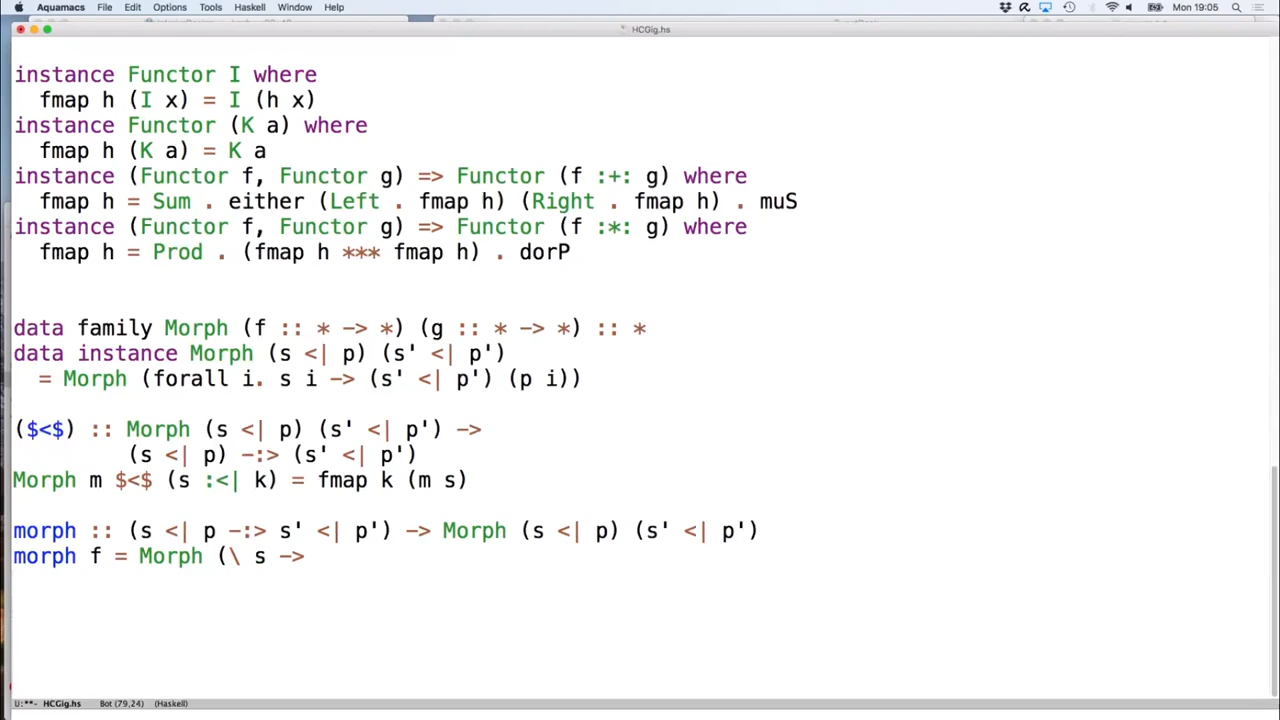 Aquamacs File Edit Options Tools Haskell Window Help Mon 19:05
HCGig.hs
instance Functor I where
  fmap h (I x) = I (h x)
instance Functor (K a) where
  fmap h (K a) = K a
instance (Functor f, Functor g) => Functor (f :+: g) where
  fmap h = Sum . either (Left . fmap h) (Right . fmap h) . muS
instance (Functor f, Functor g) => Functor (f :*: g) where
  fmap h = Prod . (fmap h *** fmap h) . dorP
data family Morph (f :: * -> *) (g :: * -> *) :: *
data instance Morph (s <| p) (s' <| p')
  = Morph (forall i. s i -> (s' <| p') (p i))
($<$) :: Morph (s <| p) (s' <| p') ->
         (s <| p) -:> (s' <| p')
Morph m $<$ (s :<| k) = fmap k (m s)
morph :: (s <| p -:> s' <| p') -> Morph (s <| p) (s' <| p')
morph f = Morph (\ s ->
U:**- HCGig.hs Bot (79,24) (Haskell)